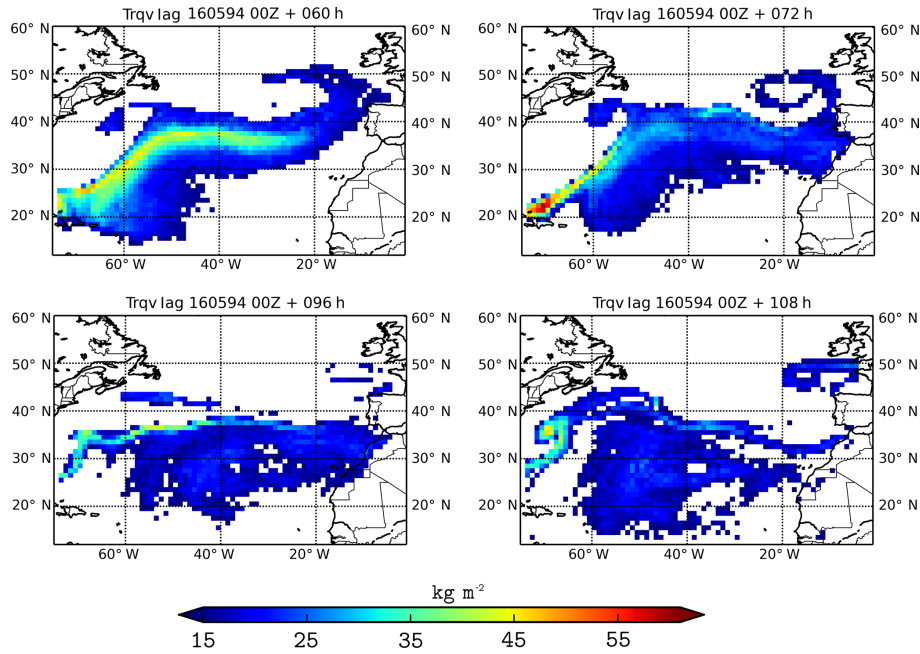 Trqv lag 160594 00Z + 060 h
Trqv lag 160594 00Z + 072 h
60° N 60° N 60° N 60° N
50° N 50° N 50° N 50° N
40° N 40° N 40° N 40° N
30° N 30° N 30° N 30° N
20° N 20° N 20° N 20° N
60° W 40° W 20° W 60° W 40° W 20° W
Trqv lag 160594 00Z + 096 h
Trqv lag 160594 00Z + 108 h
60° N 60° N 60° N 60° N
50° N 50° N 50° N 50° N
40° N 40° N 40° N 40° N
30° N 30° N 30° N 30° N
20° N 20° N 20° N 20° N
60° W 40° W 20° W 60° W 40° W 20° W
kg m⁻²
15 25 35 45 55